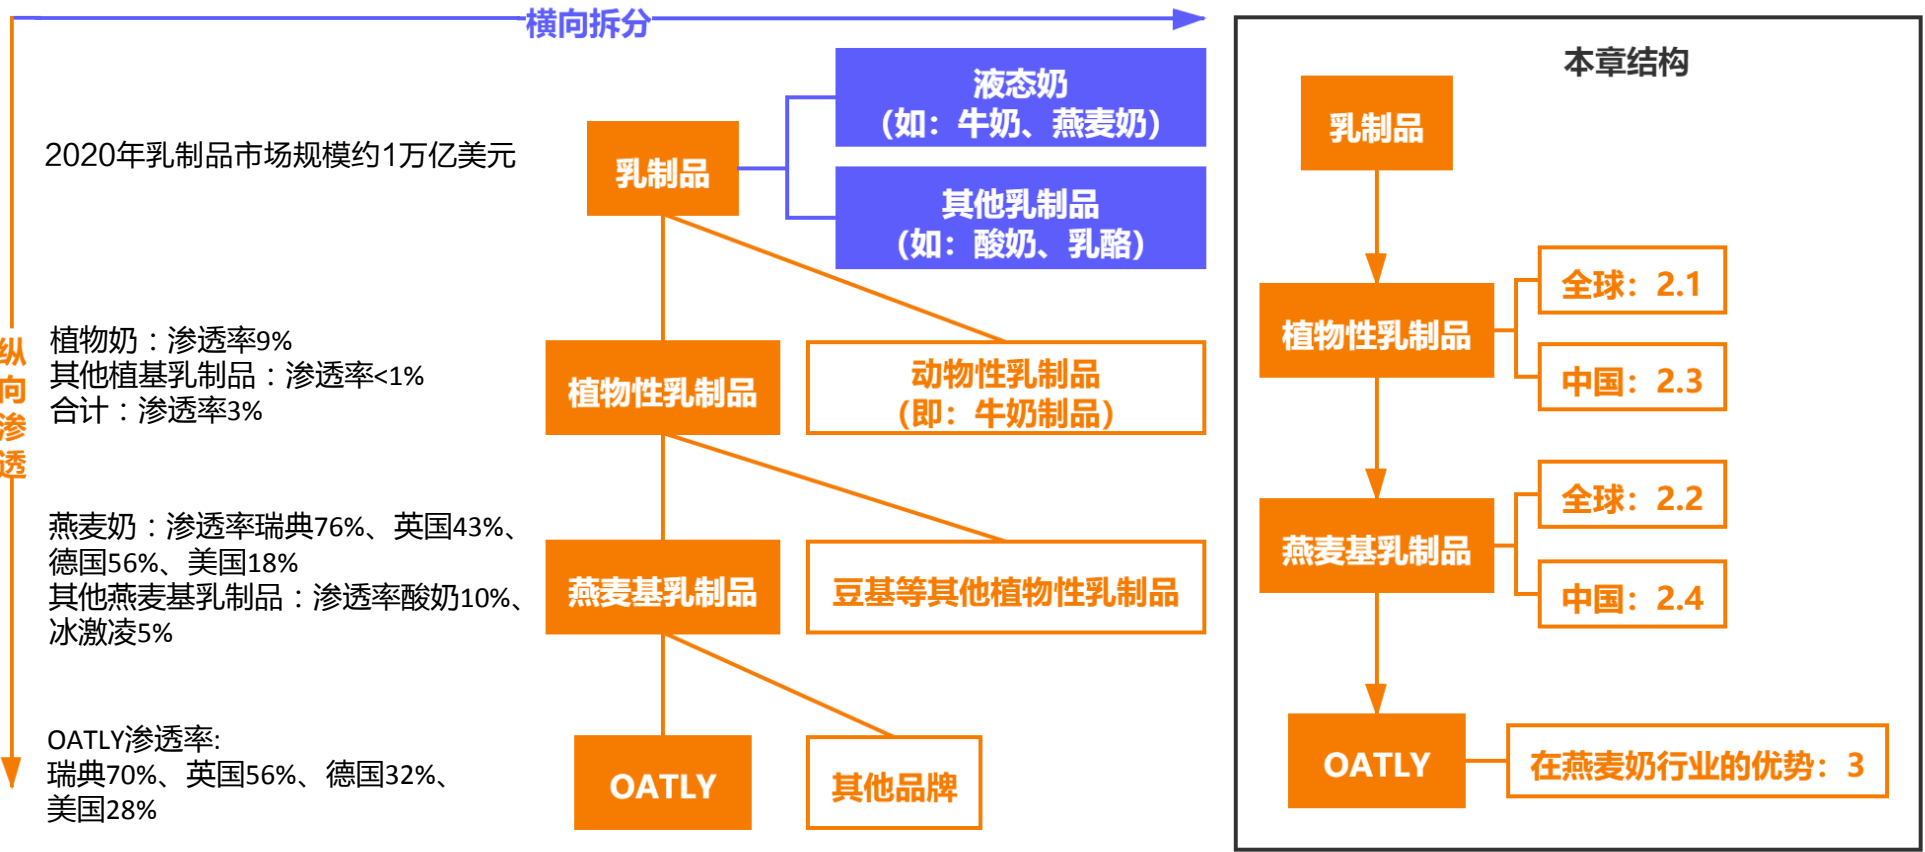 横向拆分
2020年乳制品市场规模约1万亿美元
乳制品
液态奶
（如：牛奶、燕麦奶）
其他乳制品
（如：酸奶、乳酪）
纵
向
渗
透
植物奶：渗透率9%
其他植基乳制品：渗透率<1%
合计：渗透率3%
植物性乳制品
动物性乳制品
（即：牛奶制品）
燕麦奶：渗透率瑞典76%、英国43%、
德国56%、美国18%
其他燕麦基乳制品：渗透率酸奶10%、
冰激凌5%
燕麦基乳制品
豆基等其他植物性乳制品
OATLY渗透率:
瑞典70%、英国56%、德国32%、
美国28%
OATLY
其他品牌
本章结构
乳制品
植物性乳制品
全球：2.1
中国：2.3
燕麦基乳制品
全球：2.2
中国：2.4
OATLY
在燕麦奶行业的优势：3